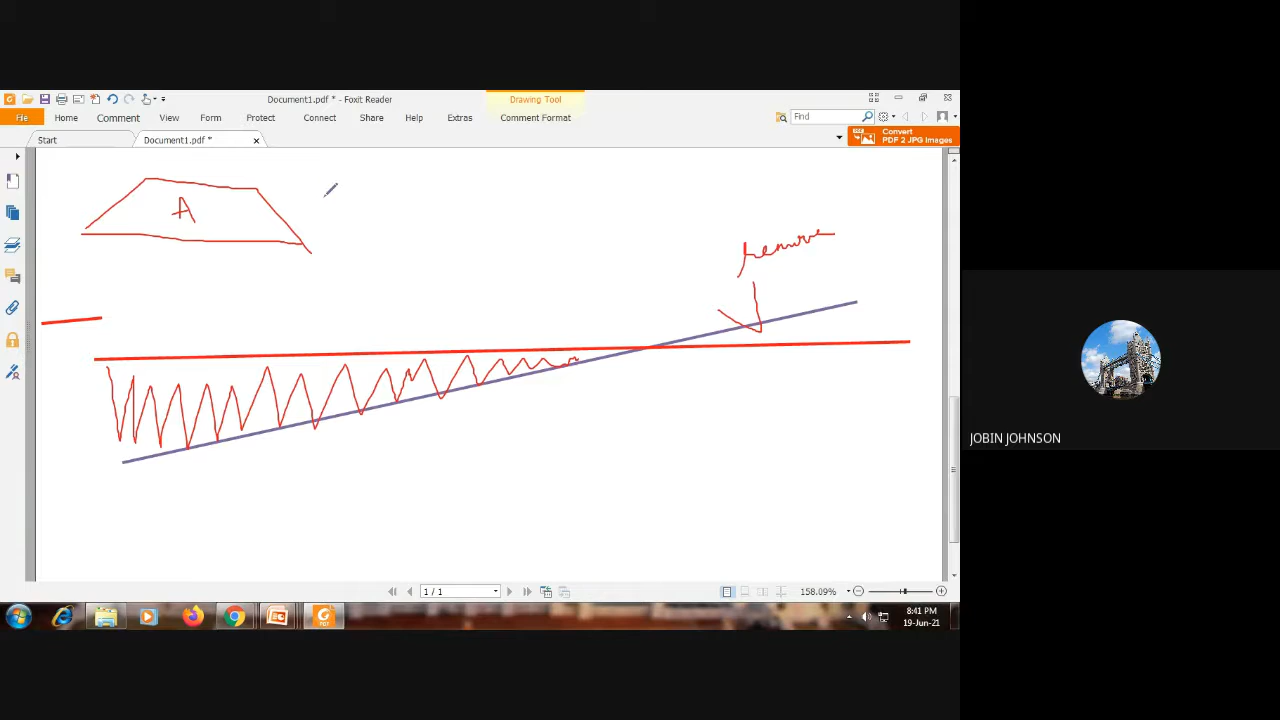 Document1.pdf * - Foxit Reader
Drawing Tool
File Home Comment View Form Protect Connect Share Help Extras Comment Format
Find
Start
Document1.pdf *
Convert
PDF 2 JPG Images
A
remove
JOBIN JOHNSON
1 / 1
158.09%
8:41 PM
19-Jun-21